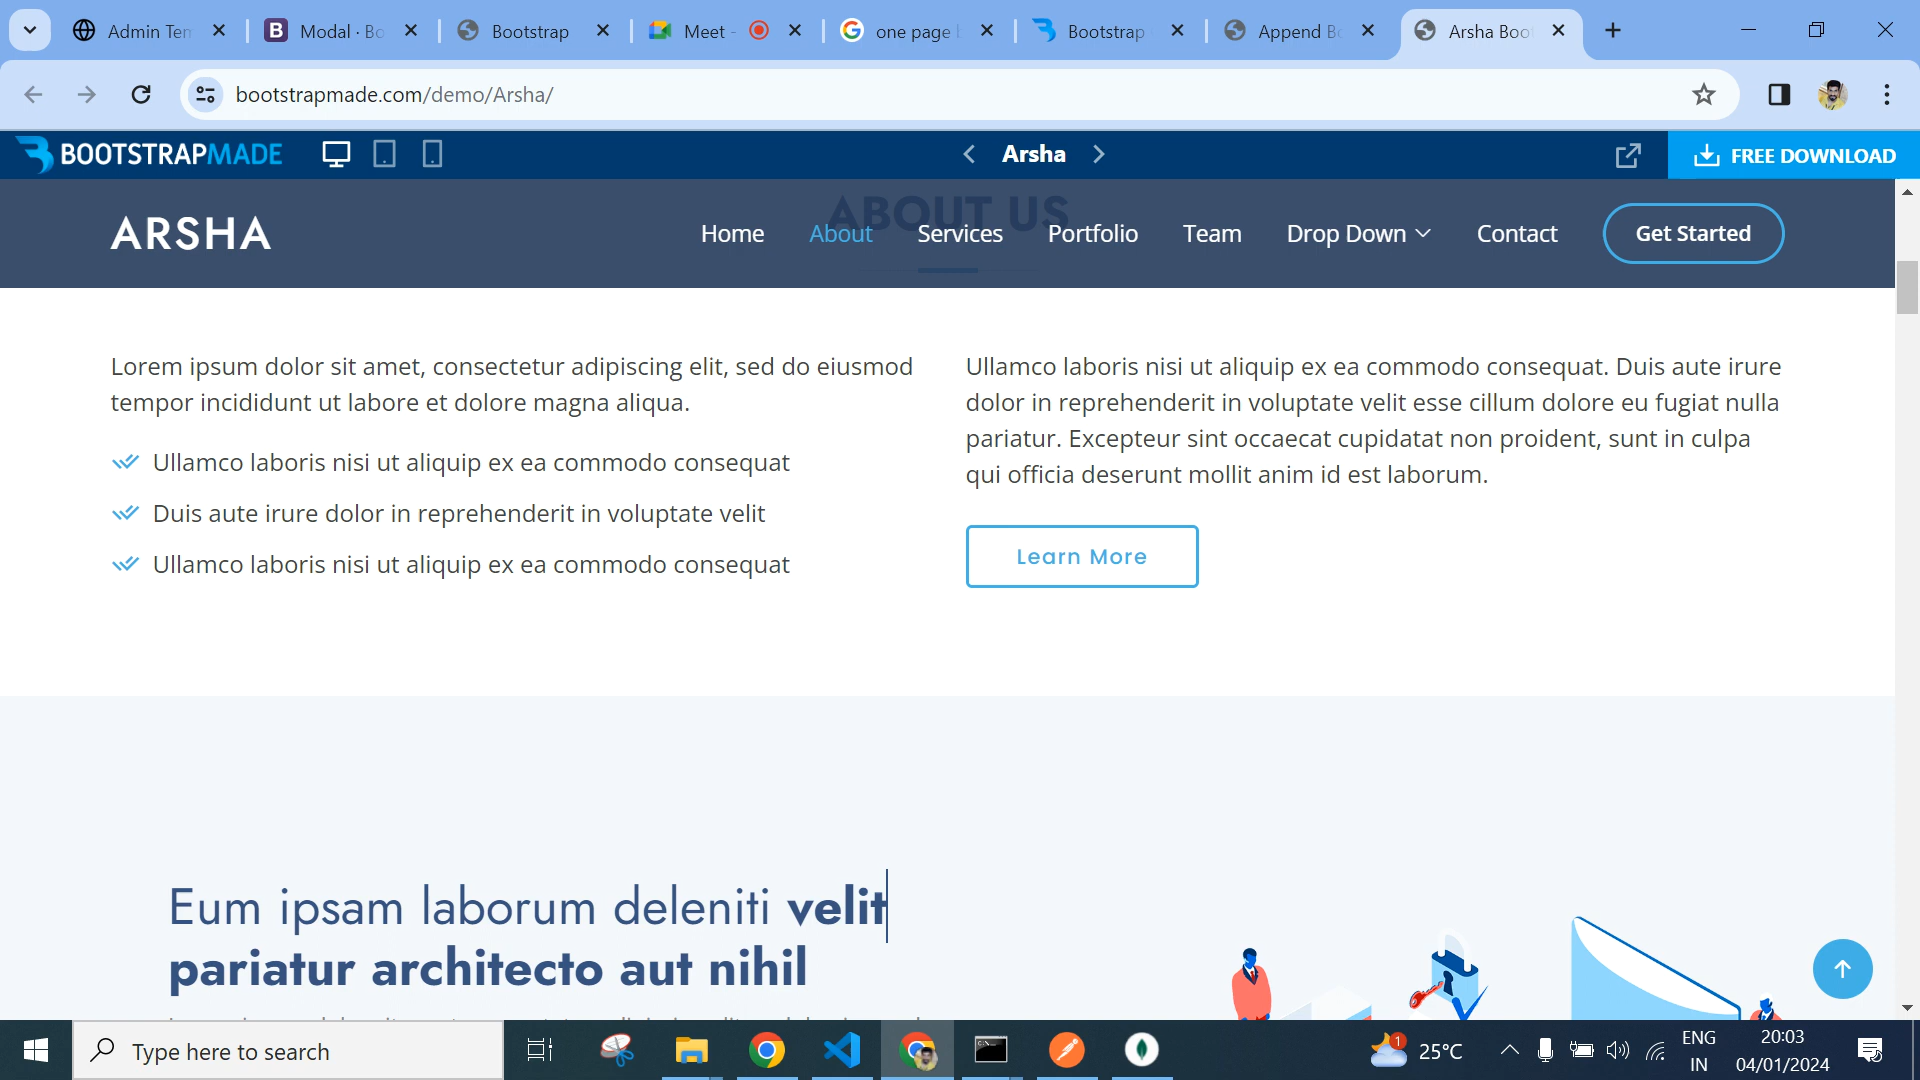 Admin Ten
Modal · Bo
Bootstrap
Meet -
one page
Bootstrap
Append Bo
Arsha Boot
bootstrapmade.com/demo/Arsha/
BOOTSTRAPMADE
Arsha
FREE DOWNLOAD
ABOUT US
ARSHA
Home
About
Services
Portfolio
Team
Drop Down
Contact
Get Started
Lorem ipsum dolor sit amet, consectetur adipiscing elit, sed do eiusmod
tempor incididunt ut labore et dolore magna aliqua.
Ullamco laboris nisi ut aliquip ex ea commodo consequat
Duis aute irure dolor in reprehenderit in voluptate velit
Ullamco laboris nisi ut aliquip ex ea commodo consequat
Ullamco laboris nisi ut aliquip ex ea commodo consequat. Duis aute irure
dolor in reprehenderit in voluptate velit esse cillum dolore eu fugiat nulla
pariatur. Excepteur sint occaecat cupidatat non proident, sunt in culpa
qui officia deserunt mollit anim id est laborum.
Learn More
Eum ipsam laborum deleniti velit
pariatur architecto aut nihil
Type here to search
1
25°C
ENG
IN
20:03
04/01/2024